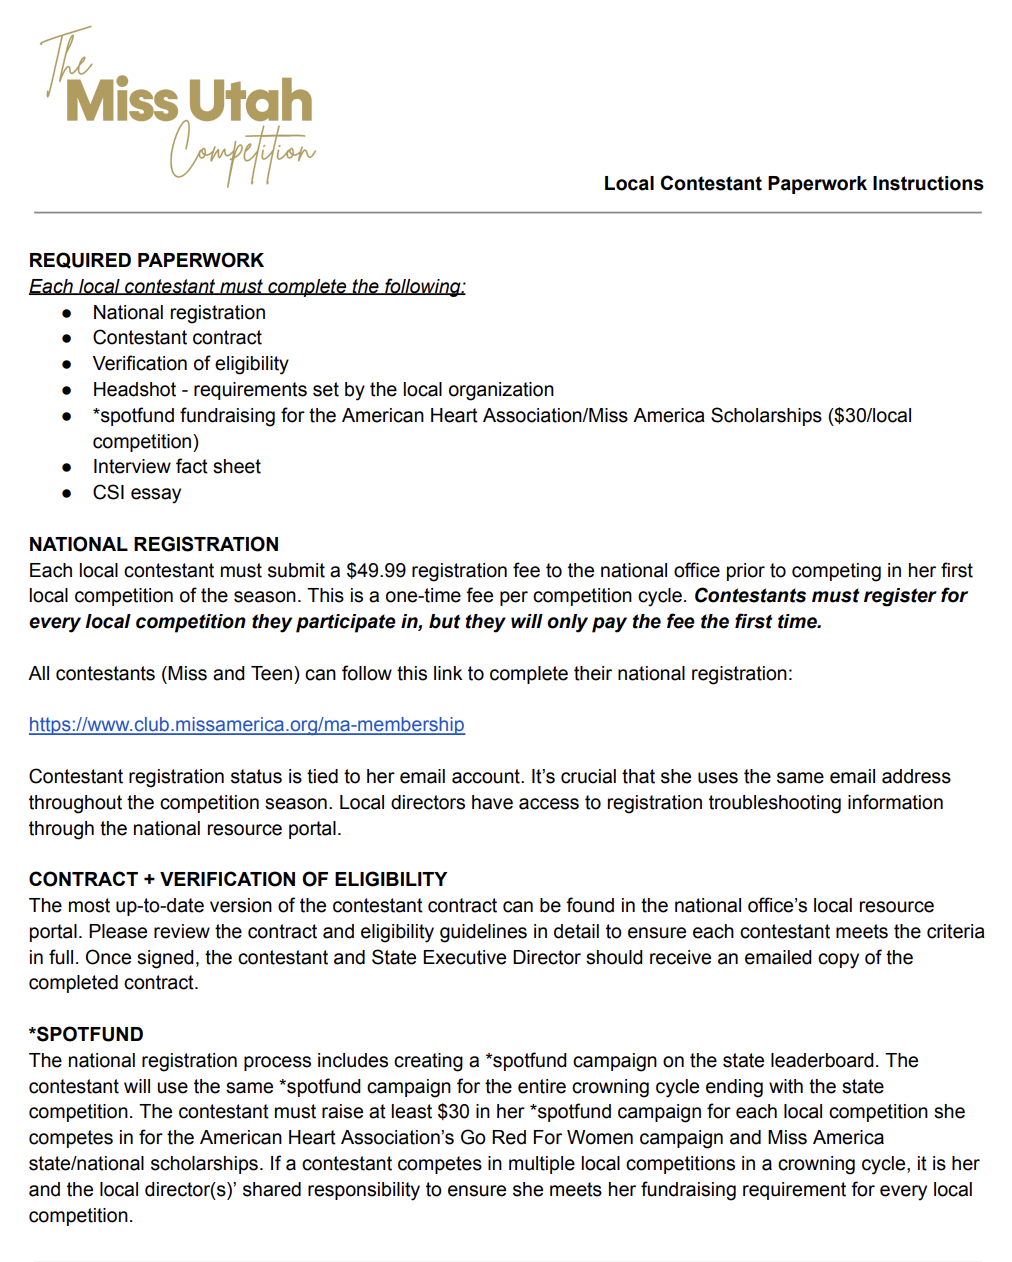 The
Miss Utah
Competition
Local Contestant Paperwork Instructions
REQUIRED PAPERWORK
Each local contestant must complete the following:
● National registration
● Contestant contract
● Verification of eligibility
● Headshot - requirements set by the local organization
● *spotfund fundraising for the American Heart Association/Miss America Scholarships ($30/local
competition)
● Interview fact sheet
● CSI essay
NATIONAL REGISTRATION
Each local contestant must submit a $49.99 registration fee to the national office prior to competing in her first
local competition of the season. This is a one-time fee per competition cycle. Contestants must register for
every local competition they participate in, but they will only pay the fee the first time.
All contestants (Miss and Teen) can follow this link to complete their national registration:
https://www.club.missamerica.org/ma-membership
Contestant registration status is tied to her email account. It’s crucial that she uses the same email address
throughout the competition season. Local directors have access to registration troubleshooting information
through the national resource portal.
CONTRACT + VERIFICATION OF ELIGIBILITY
The most up-to-date version of the contestant contract can be found in the national office’s local resource
portal. Please review the contract and eligibility guidelines in detail to ensure each contestant meets the criteria
in full. Once signed, the contestant and State Executive Director should receive an emailed copy of the
completed contract.
*SPOTFUND
The national registration process includes creating a *spotfund campaign on the state leaderboard. The
contestant will use the same *spotfund campaign for the entire crowning cycle ending with the state
competition. The contestant must raise at least $30 in her *spotfund campaign for each local competition she
competes in for the American Heart Association’s Go Red For Women campaign and Miss America
state/national scholarships. If a contestant competes in multiple local competitions in a crowning cycle, it is her
and the local director(s)’ shared responsibility to ensure she meets her fundraising requirement for every local
competition.